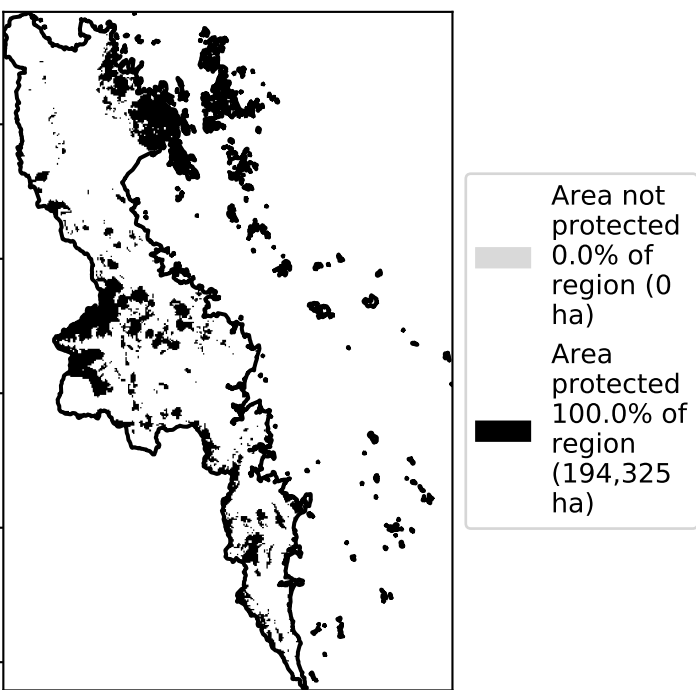 Area not
protected
0.0% of
region (0
ha)
Area
protected
100.0% of
region
(194,325
ha)